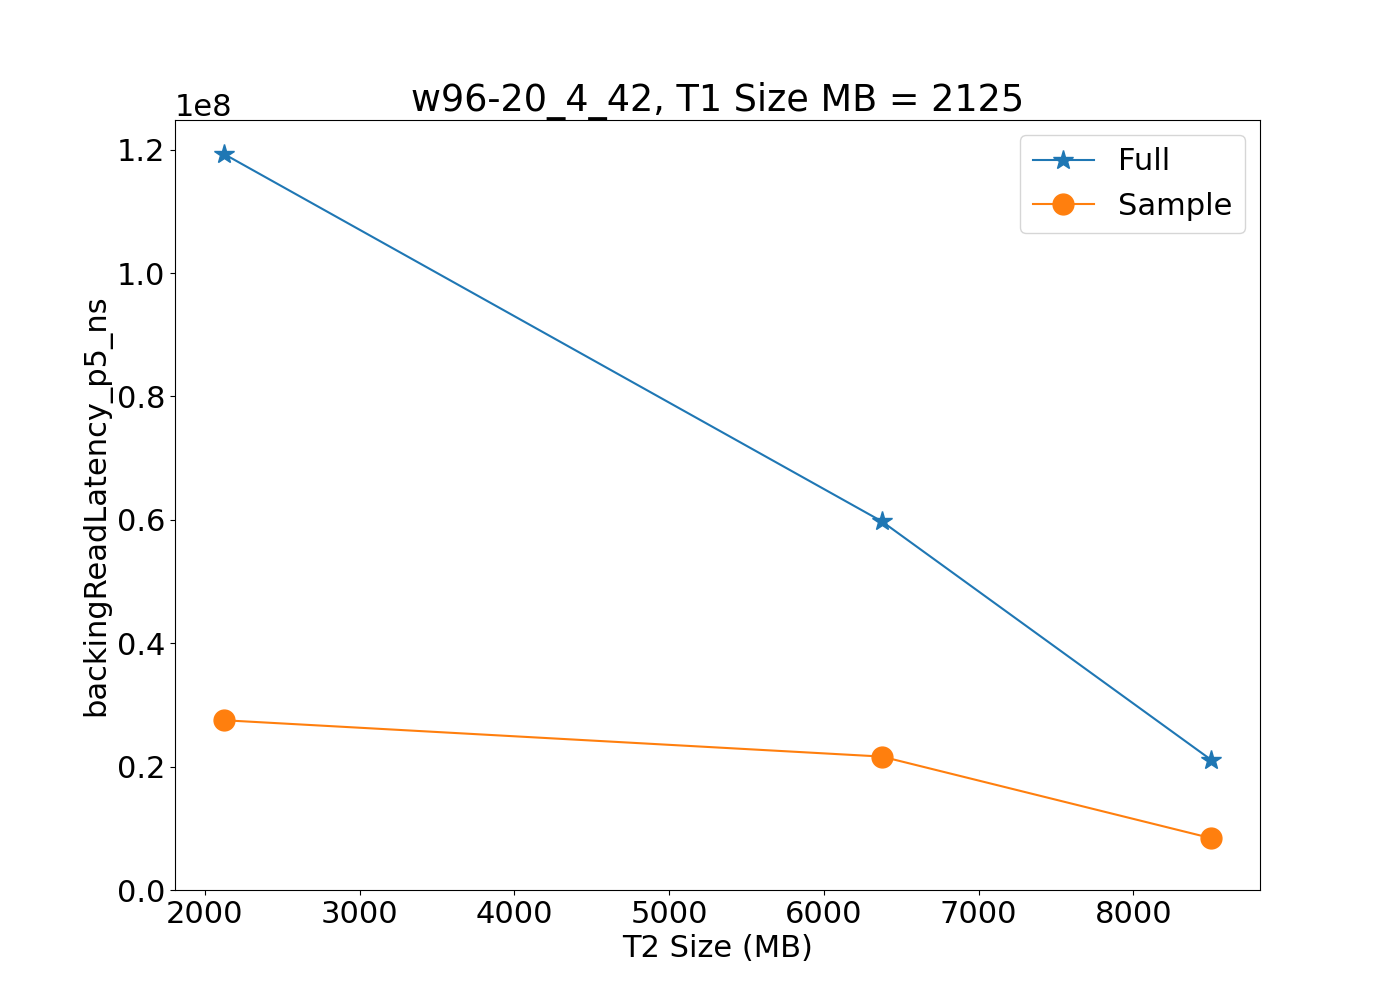 w96-20_4_42, T1 Size MB = 2125
1e8
1.2
1.0
0.8
0.6
0.4
0.2
0.0
backingReadLatency_p5_ns
Full
Sample
2000 3000 4000 5000 6000 7000 8000
T2 Size (MB)